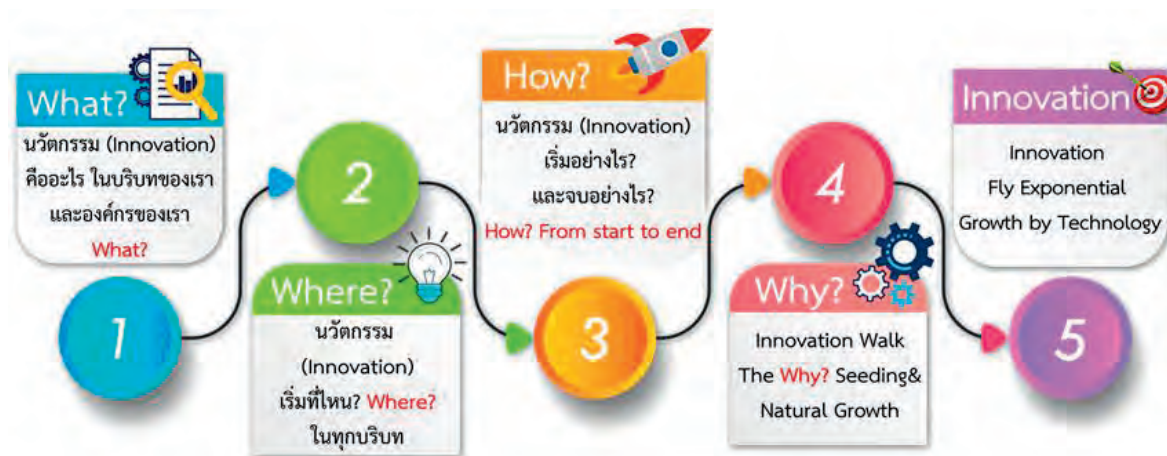 What?
นวัตกรรม (Innovation)
คืออะไร ในบริบทของเรา
และองค์กรของเรา
What?
1
2
Where?
นวัตกรรม
(Innovation)
เริ่มที่ไหน? Where?
ในทุกบริบท
How?
นวัตกรรม (Innovation)
เริ่มอย่างไร?
และจบอย่างไร?
How? From start to end
3
4
Why?
Innovation Walk
The Why? Seeding&
Natural Growth
Innovation
Innovation
Fly Exponential
Growth by Technology
5